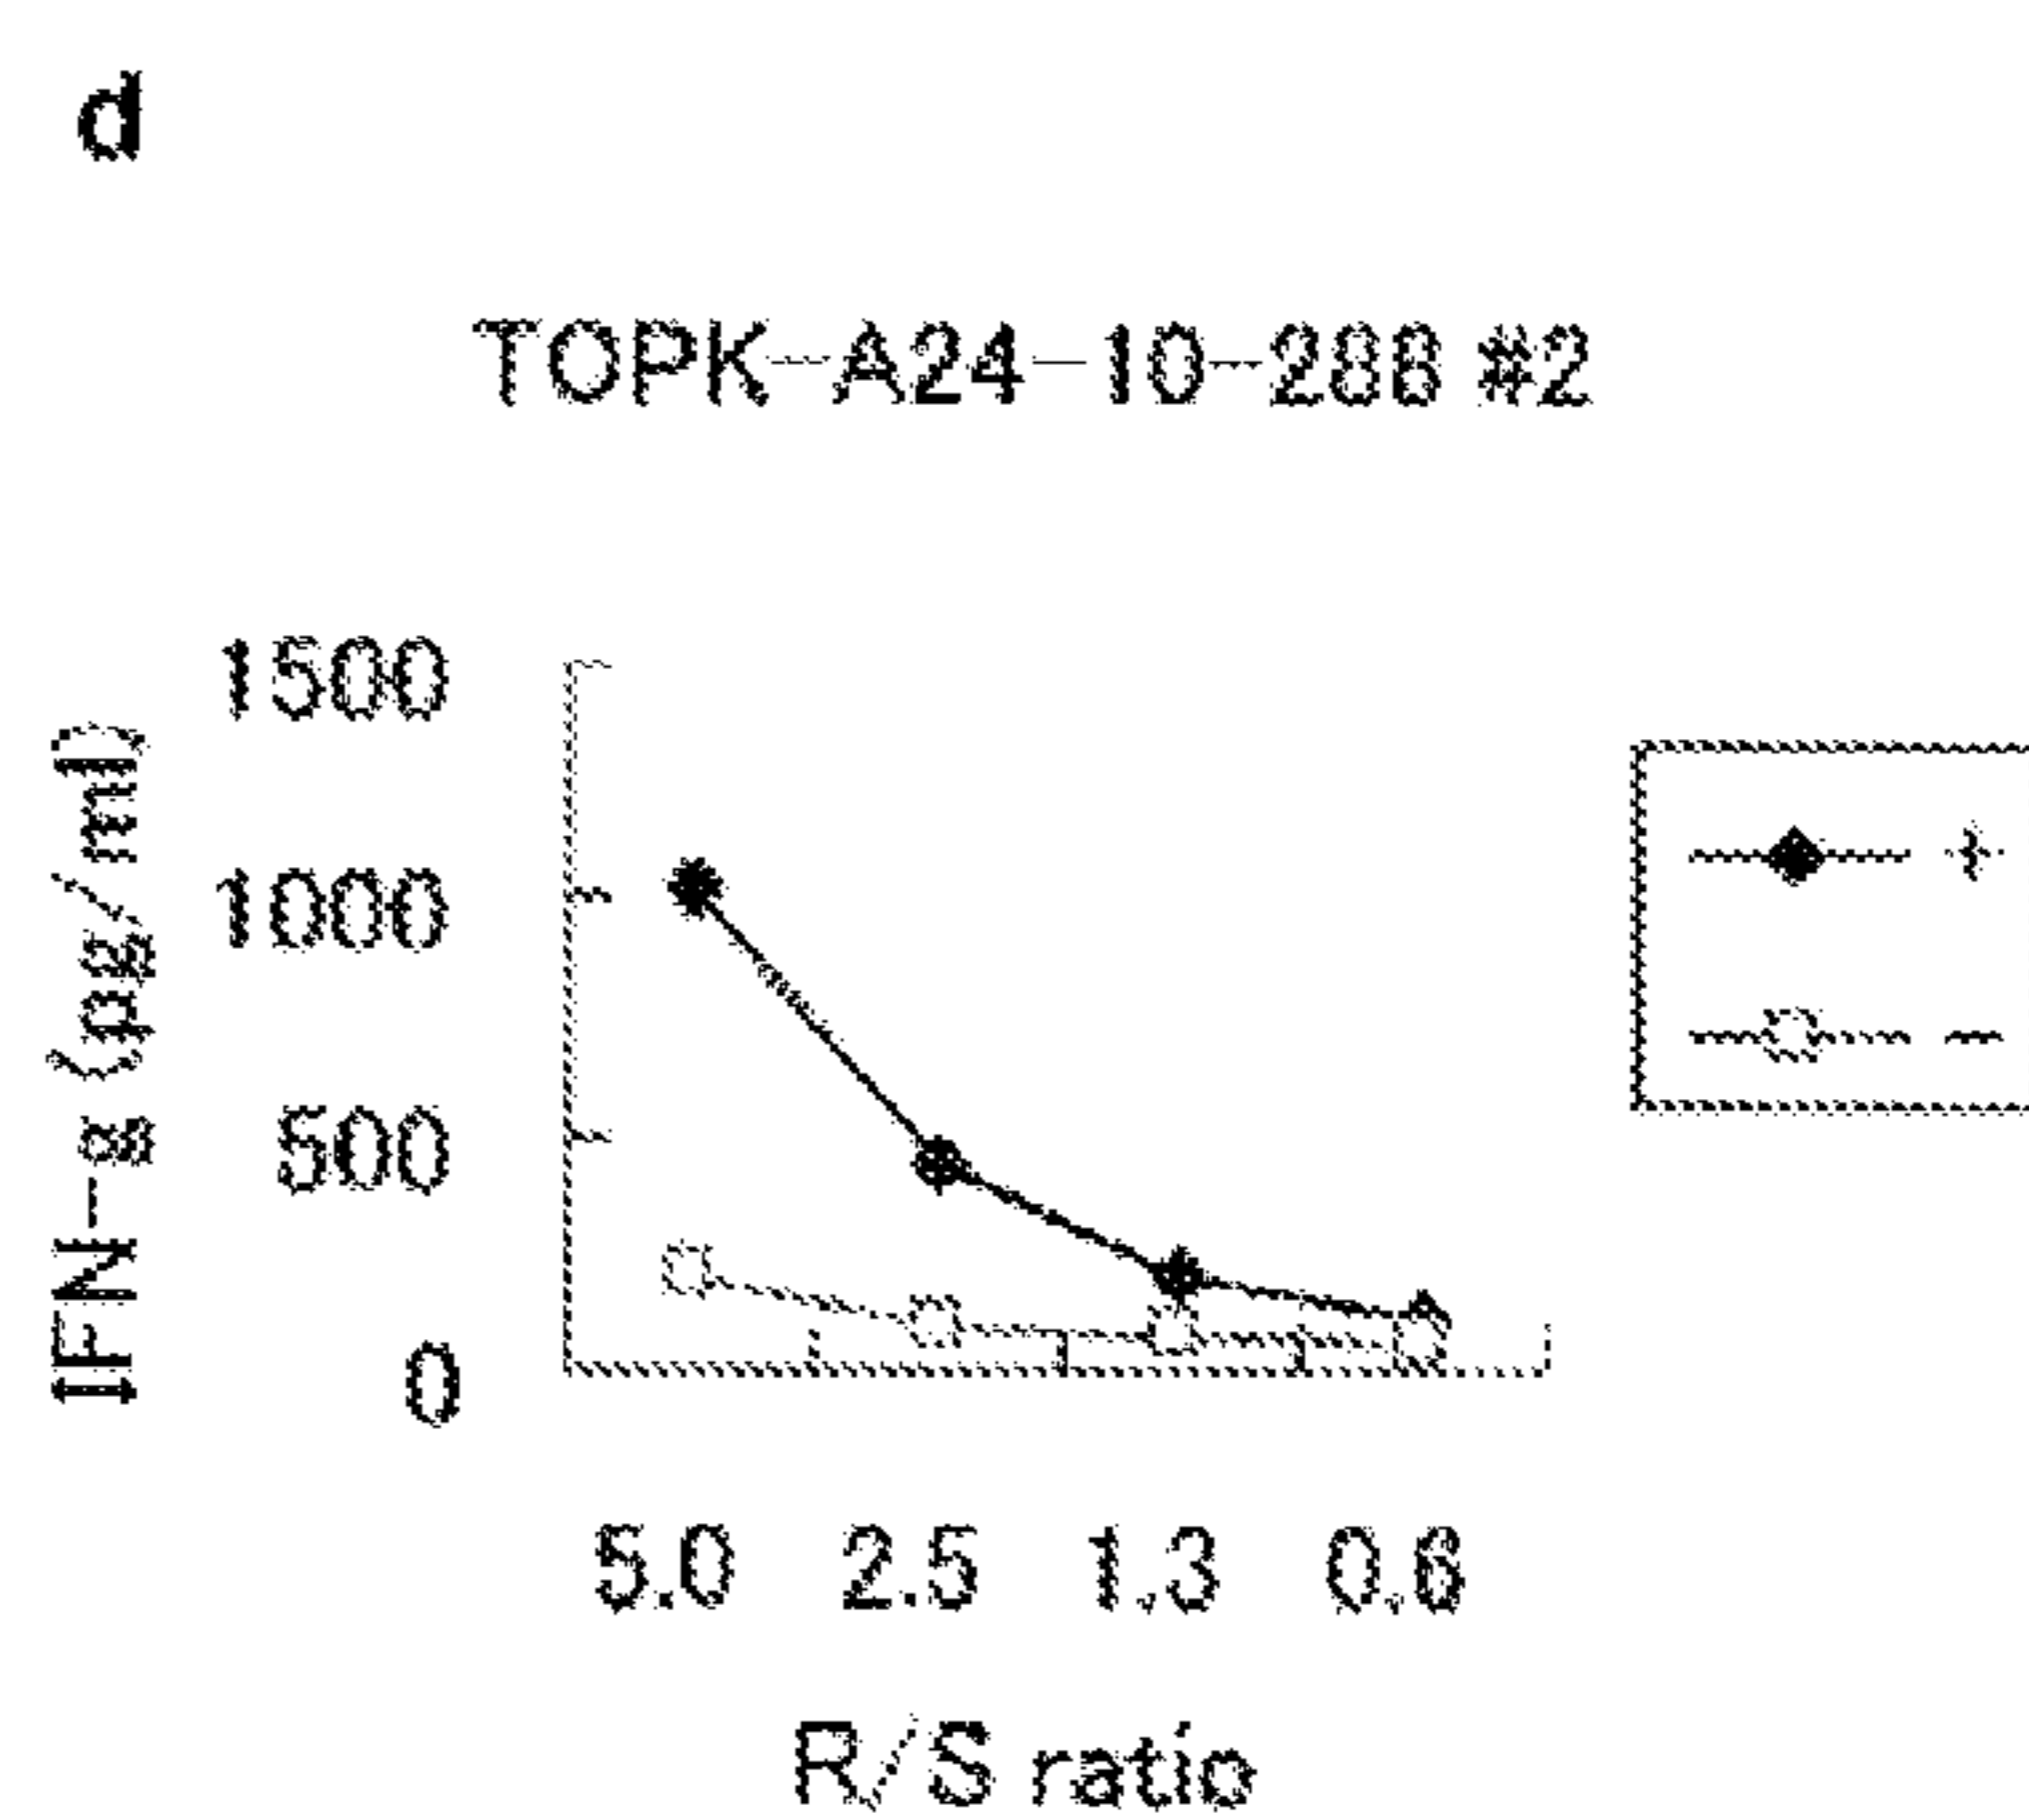 d
TOPK-A24-10-288 #2
IFN-g (pg/ml)
1500
1000
500
0
5.0 2.5 1.3 0.6
R/S ratio
+
-